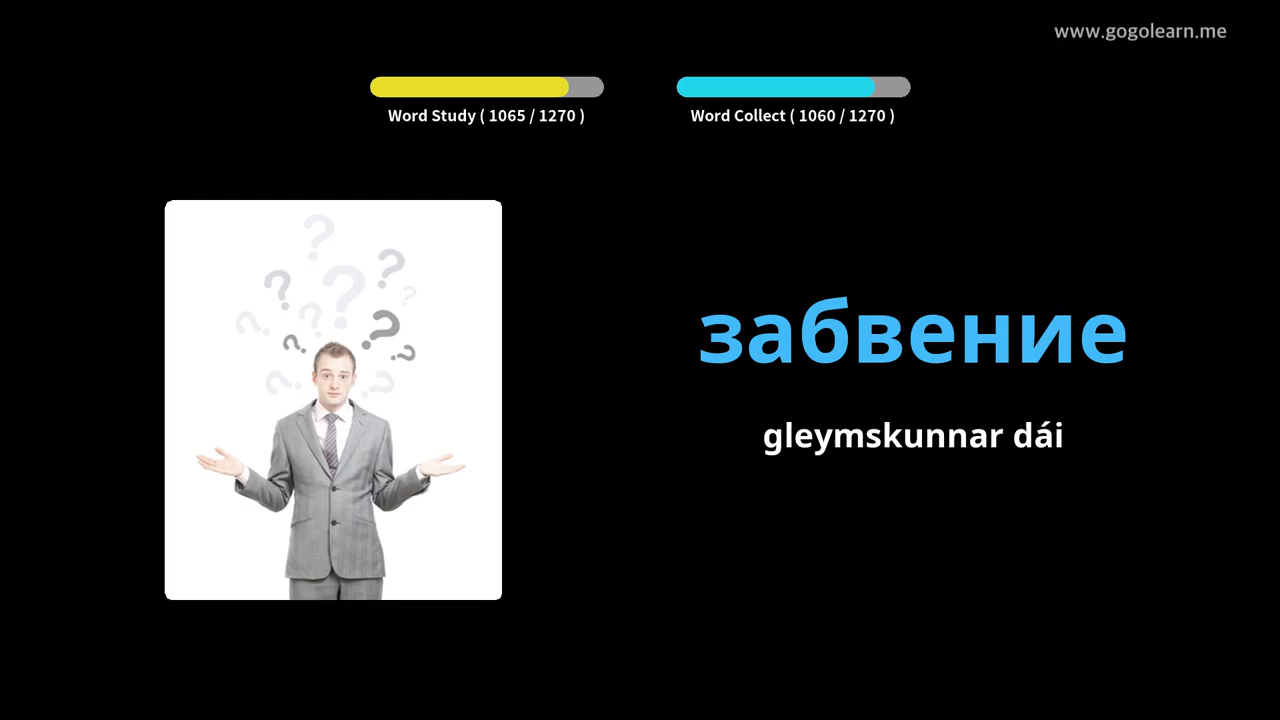 www.gogolearn.me
Word Study ( 1065 / 1270 )
Word Collect ( 1060 / 1270 )
забвение
gleymskunnar dái